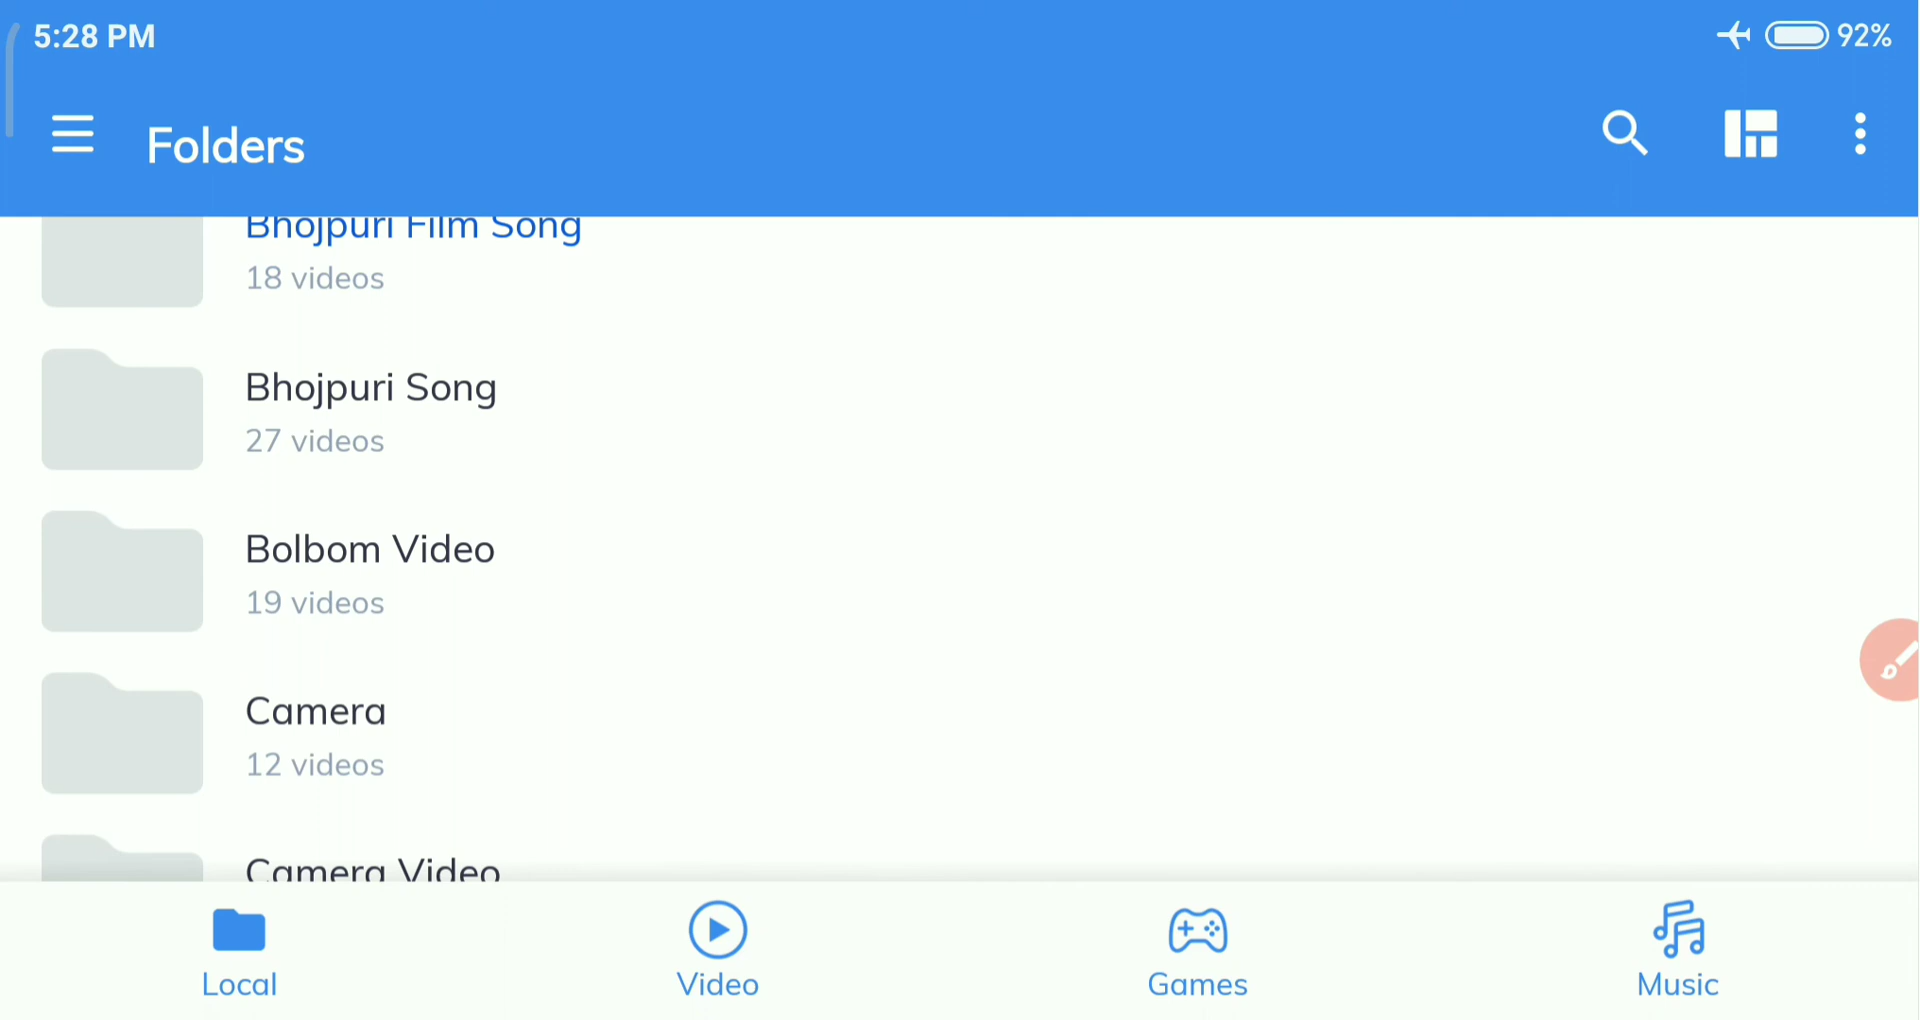 5:28 PM
92%
Folders
Bhojpuri Film Song
18 videos
Bhojpuri Song
27 videos
Bolbom Video
19 videos
Camera
12 videos
Camera Video
Local
Video
Games
Music